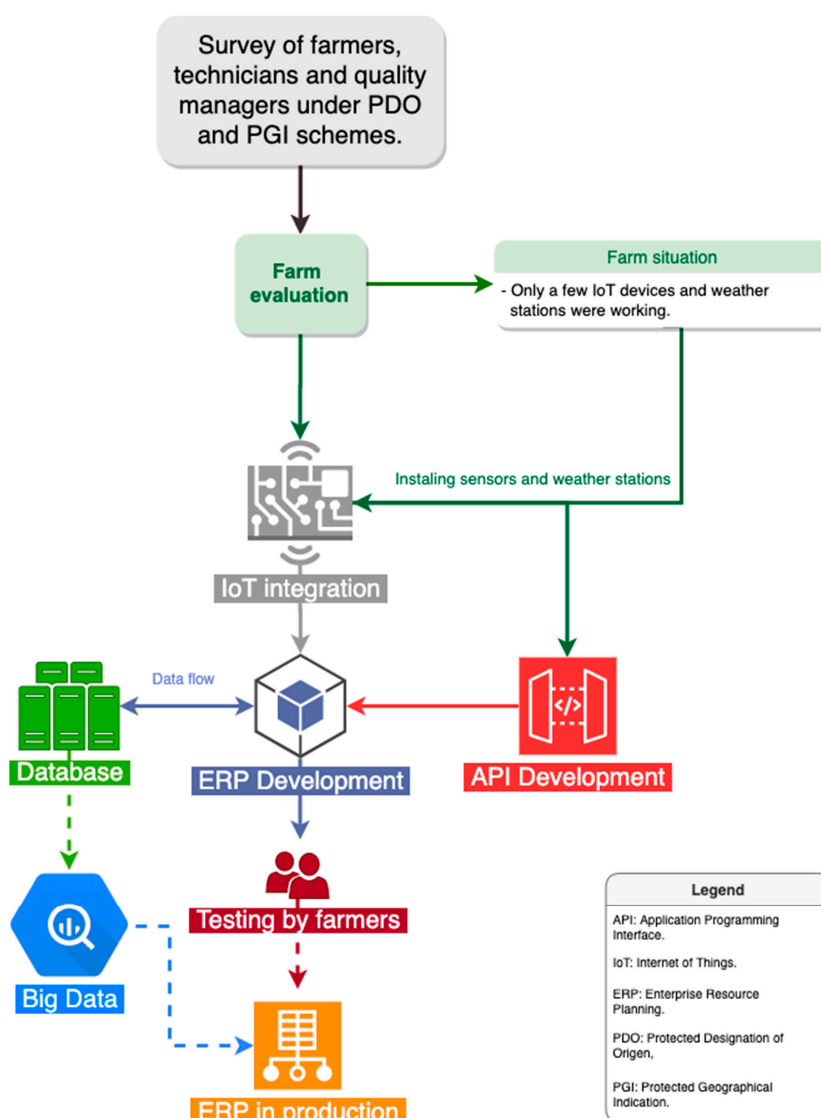 Survey of farmers,
technicians and quality
managers under PDO
and PGI schemes.
Farm
evaluation
Farm situation
- Only a few IoT devices and weather
stations were working.
Instaling sensors and weather stations
IoT integration
Data flow
Database
ERP Development
API Development
Testing by farmers
Big Data
ERP in production
Legend
API: Application Programming
Interface.
IoT: Internet of Things.
ERP: Enterprise Resource
Planning.
PDO: Protected Designation of
Origen,
PGI: Protected Geographical
Indication.